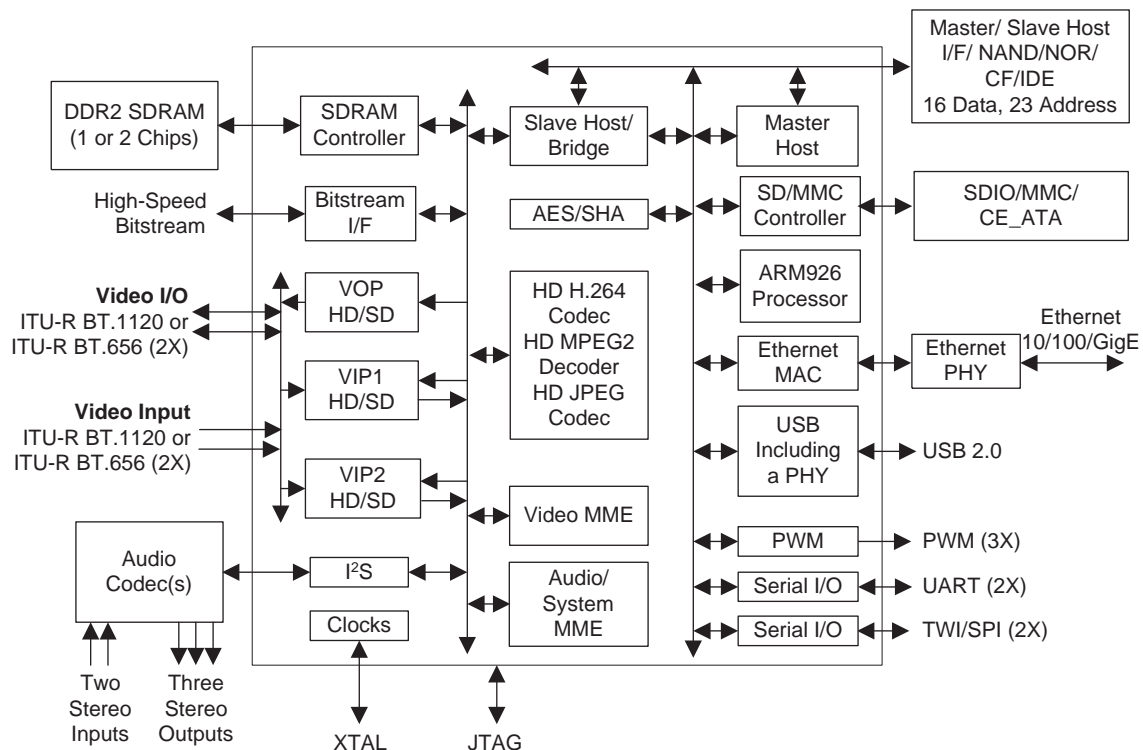 Master/ Slave Host
I/F/ NAND/NOR/
CF/IDE
16 Data, 23 Address
DDR2 SDRAM
(1 or 2 Chips)
SDRAM
Controller
Slave Host/
Bridge
Master
Host
High-Speed
Bitstream
Bitstream
I/F
AES/SHA
SD/MMC
Controller
SDIO/MMC/
CE_ATA
Video I/O
ITU-R BT.1120 or
ITU-R BT.656 (2X)
VOP
HD/SD
HD H.264
Codec
HD MPEG2
Decoder
HD JPEG
Codec
ARM926
Processor
Ethernet
MAC
Ethernet
PHY
Ethernet
10/100/GigE
VIP1
HD/SD
Video Input
ITU-R BT.1120 or
ITU-R BT.656 (2X)
USB
Including
a PHY
USB 2.0
VIP2
HD/SD
Video MME
PWM
PWM (3X)
Audio
Codec(s)
I²S
Audio/
System
MME
Serial I/O
UART (2X)
Clocks
Serial I/O
TWI/SPI (2X)
Two
Stereo
Inputs
Three
Stereo
Outputs
XTAL
JTAG